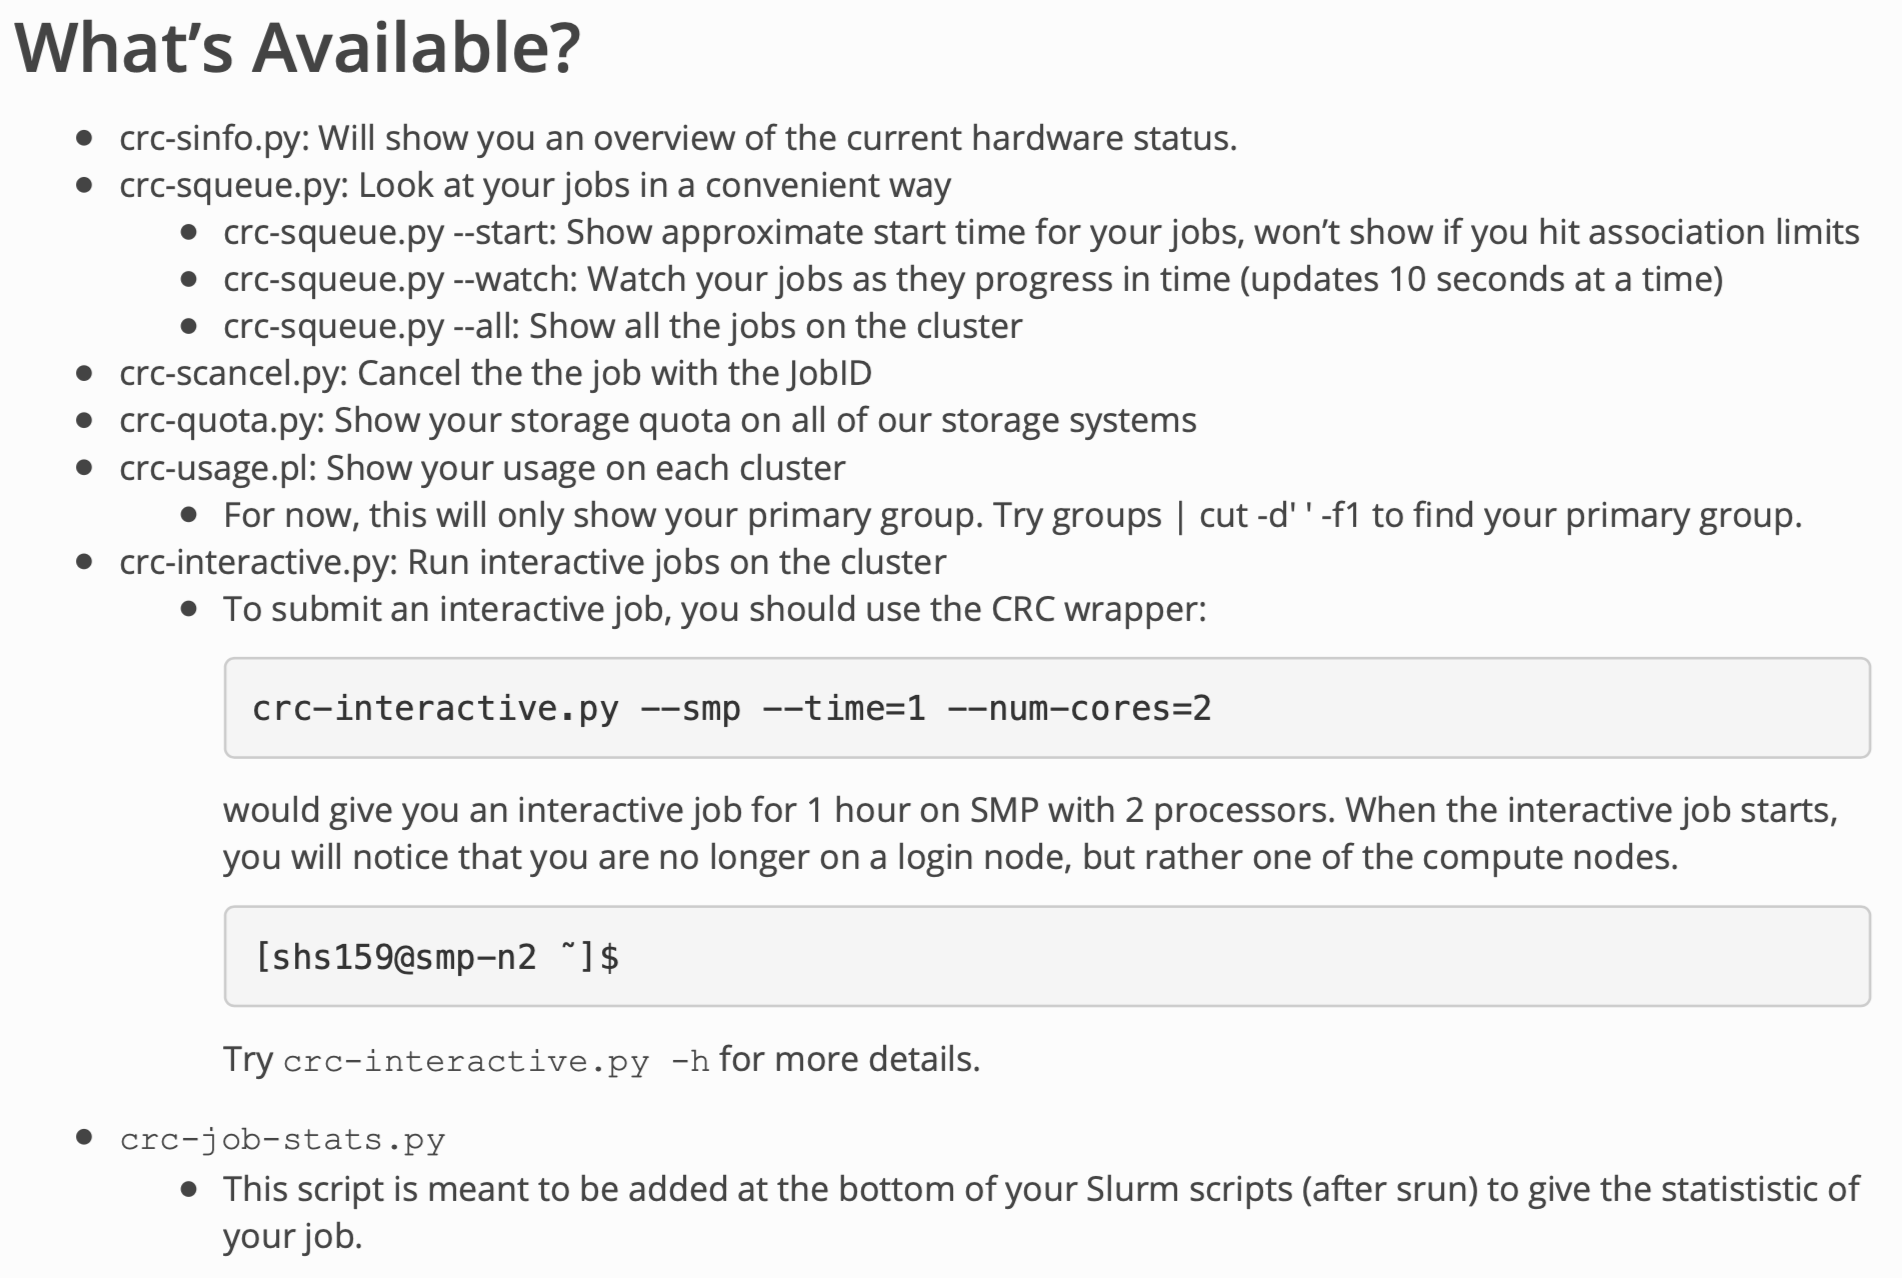 What’s Available?
crc-sinfo.py: Will show you an overview of the current hardware status.
crc-squeue.py: Look at your jobs in a convenient way
crc-squeue.py --start: Show approximate start time for your jobs, won’t show if you hit association limits
crc-squeue.py --watch: Watch your jobs as they progress in time (updates 10 seconds at a time)
crc-squeue.py --all: Show all the jobs on the cluster
crc-scancel.py: Cancel the the job with the JobID
crc-quota.py: Show your storage quota on all of our storage systems
crc-usage.pl: Show your usage on each cluster
For now, this will only show your primary group. Try groups | cut -d' ' -f1 to find your primary group.
crc-interactive.py: Run interactive jobs on the cluster
To submit an interactive job, you should use the CRC wrapper:
crc-interactive.py --smp --time=1 --num-cores=2
would give you an interactive job for 1 hour on SMP with 2 processors. When the interactive job starts,
you will notice that you are no longer on a login node, but rather one of the compute nodes.
[shs159@smp-n2 ~]$
Try crc-interactive.py -h for more details.
crc-job-stats.py
This script is meant to be added at the bottom of your Slurm scripts (after srun) to give the statististic of
your job.